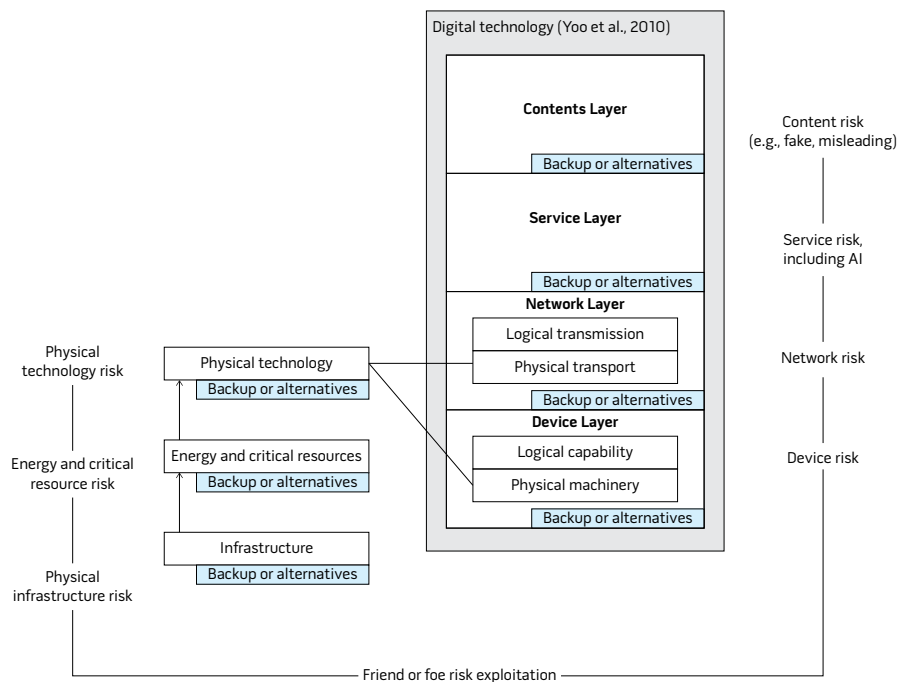 Digital technology (Yoo et al., 2010)
Contents Layer
Backup or alternatives
Service Layer
Backup or alternatives
Network Layer
Logical transmission
Physical transport
Backup or alternatives
Device Layer
Logical capability
Physical machinery
Backup or alternatives
Content risk
(e.g., fake, misleading)
Service risk,
including AI
Network risk
Device risk
Physical
technology risk
Energy and critical
resource risk
Physical
infrastructure risk
Physical technology
Backup or alternatives
Energy and critical resources
Backup or alternatives
Infrastructure
Backup or alternatives
Friend or foe risk exploitation